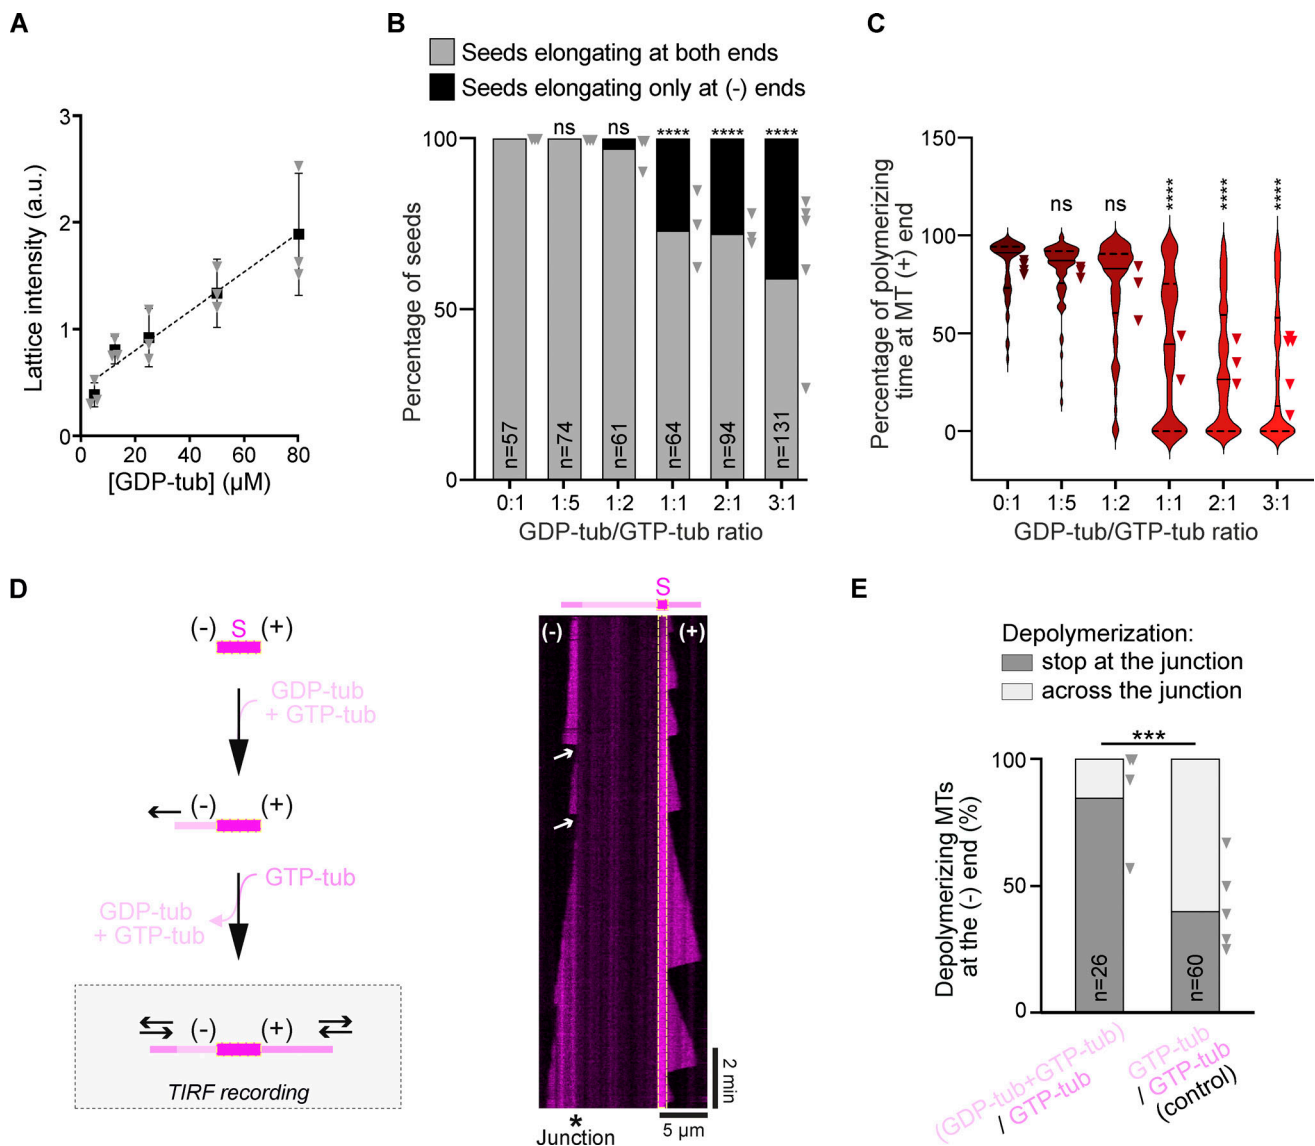 A
Lattice intensity (a.u.)
3
2
1
0
0 20 40 60 80
[GDP-tub] (µM)
B
Seeds elongating at both ends
Seeds elongating only at (-) ends
Percentage of seeds
100
50
0
ns ns **** **** ****
n=57 n=74 n=61 n=64 n=94 n=131
0:1 1:5 1:2 1:1 2:1 3:1
GDP-tub/GTP-tub ratio
C
Percentage of polymerizing
time at MT (+) end
150
100
50
0
ns ns **** **** ****
0:1 1:5 1:2 1:1 2:1 3:1
GDP-tub/GTP-tub ratio
D
(-) S (+)
GDP-tub
+ GTP-tub
(-) (+)
GTP-tub
GDP-tub
+ GTP-tub
(-) (+)
TIRF recording
S
(-) (+)
2 min
*
Junction
5 µm
E
Depolymerization:
stop at the junction
across the junction
Depolymerizing MTs
at the (-) end (%)
100
50
0
***
n=26 n=60
(GDP-tub+GTP-tub)
/ GTP-tub
GTP-tub
/ GTP-tub
(control)